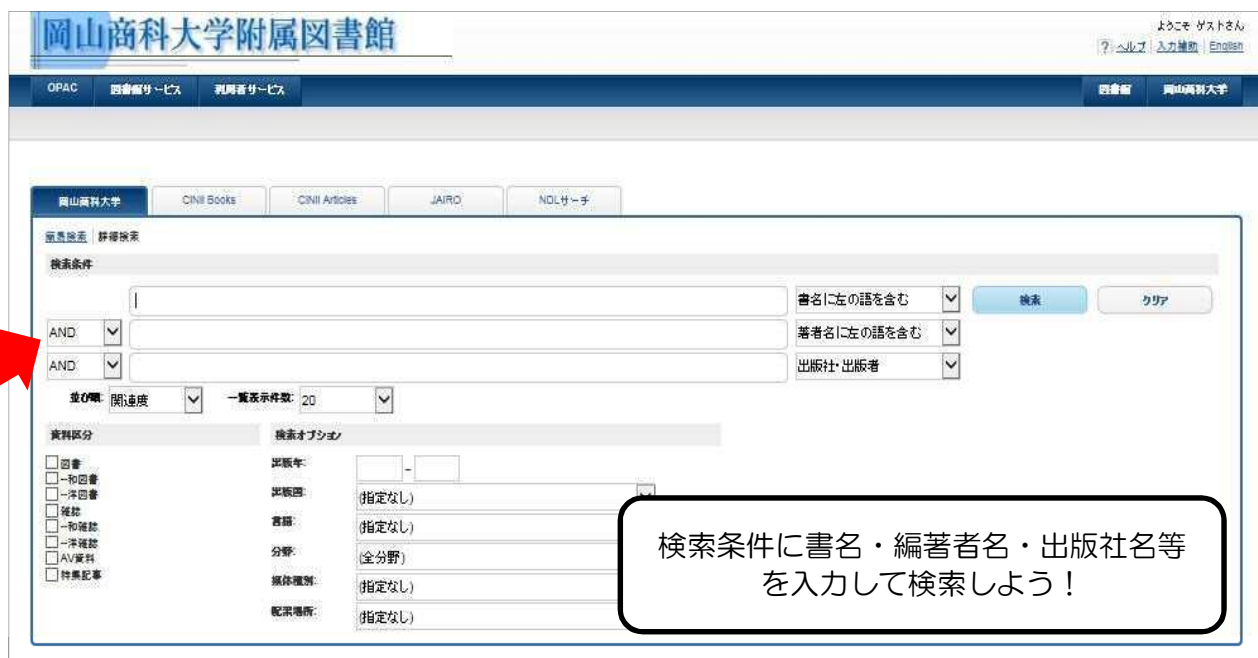 岡山商科大学附属図書館
ようこそ ゲストさん
? ヘルプ 入力補助 English
OPAC 図書館サービス 利用者サービス 図書館 岡山商科大学
岡山商科大学 CiNii Books CiNii Articles JAIRO NDLサーチ
簡易検索 詳細検索
検索条件
書名に左の語を含む 検索 クリア
AND 著者名に左の語を含む
AND 出版社・出版者
並び順: 関連度 一覧表示件数: 20
資料区分 検索オプション
図書
-和図書
-洋図書
雑誌
-和雑誌
-洋雑誌
AV資料
特集記事
出版年: -
出版国: (指定なし)
言語: (指定なし)
分野: (全分野)
媒体種別: (指定なし)
配架場所: (指定なし)
検索条件に書名・編著者名・出版社名等
を入力して検索しよう!